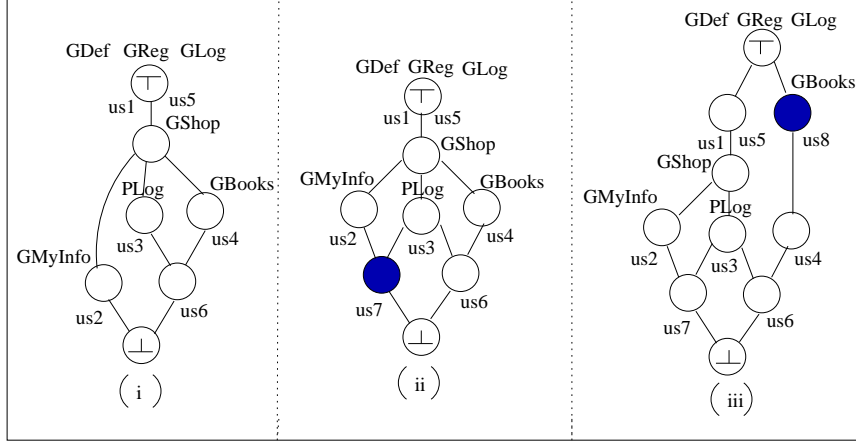 GDef GReg GLog
⊤
us1 us5
GShop
PLog
GBooks
us3
us4
GMyInfo
us2
us6
⊥
(i)
GDef GReg GLog
⊤
us1 us5
GShop
GMyInfo
PLog
GBooks
us2
us3
us4
us7
us6
⊥
(ii)
GDef GReg GLog
⊤
GBooks
us1 us5
us8
GShop
GMyInfo
PLog
us2
us3
us4
us7
us6
⊥
(iii)